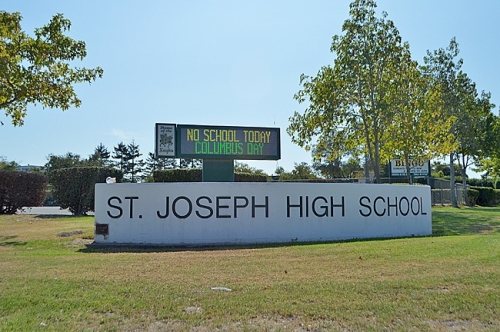 NO SCHOOL TODAY
COLUMBUS DAY
ST. JOSEPH HIGH SCHOOL